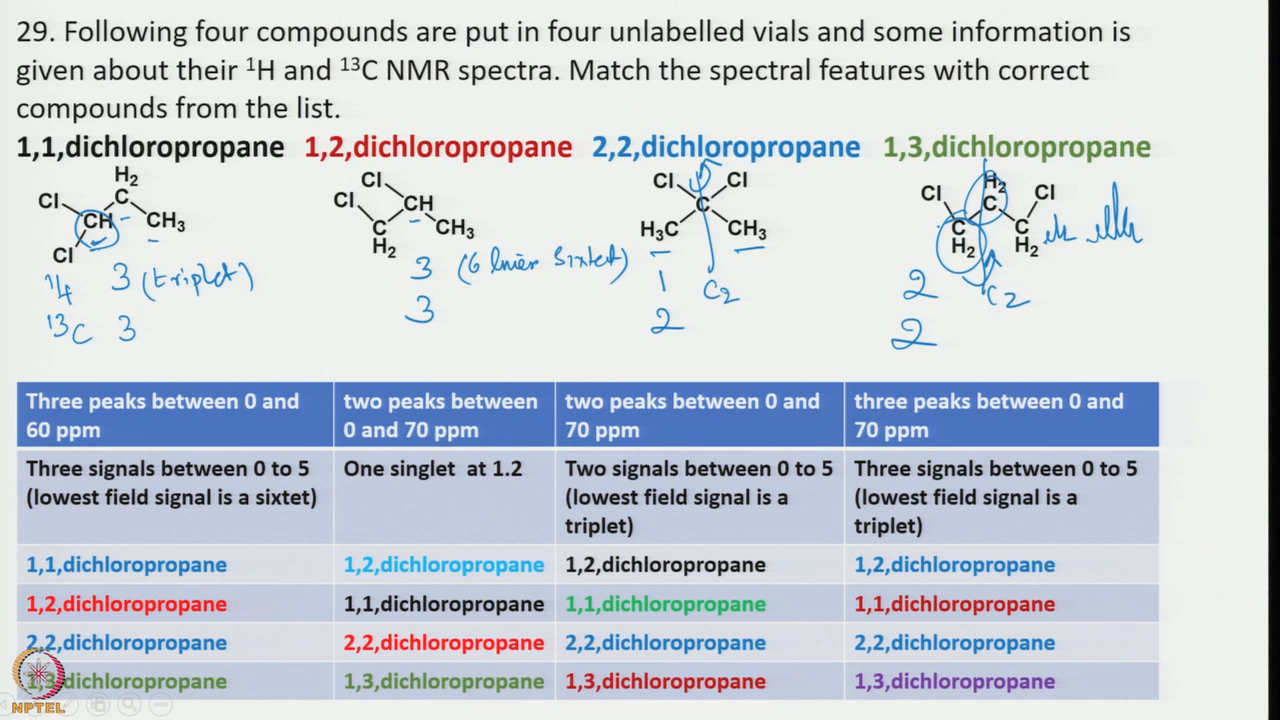 29. Following four compounds are put in four unlabelled vials and some information is
given about their ¹H and ¹³C NMR spectra. Match the spectral features with correct
compounds from the list.
1,1,dichloropropane 1,2,dichloropropane 2,2,dichloropropane 1,3,dichloropropane
H₂
C
Cl
CH
CH₃
Cl
Cl
Cl
CH
C
H₂
CH₃
Cl
Cl
C
H₃C
CH₃
H₂
C
Cl
Cl
C
H₂
C
H₂
¹H 3 (triplet)
¹³C 3
3 (6 lines sixtet)
3
1
2
C2
2
2
C2
Three peaks between 0 and
60 ppm
two peaks between
0 and 70 ppm
two peaks between 0 and
70 ppm
three peaks between 0 and
70 ppm
Three signals between 0 to 5
(lowest field signal is a sixtet)
One singlet at 1.2
Two signals between 0 to 5
(lowest field signal is a
triplet)
Three signals between 0 to 5
(lowest field signal is a
triplet)
1,1,dichloropropane 1,2,dichloropropane 1,2,dichloropropane 1,2,dichloropropane
1,2,dichloropropane 1,1,dichloropropane 1,1,dichloropropane 1,1,dichloropropane
2,2,dichloropropane 2,2,dichloropropane 2,2,dichloropropane 2,2,dichloropropane
1,3,dichloropropane 1,3,dichloropropane 1,3,dichloropropane 1,3,dichloropropane
NPTEL